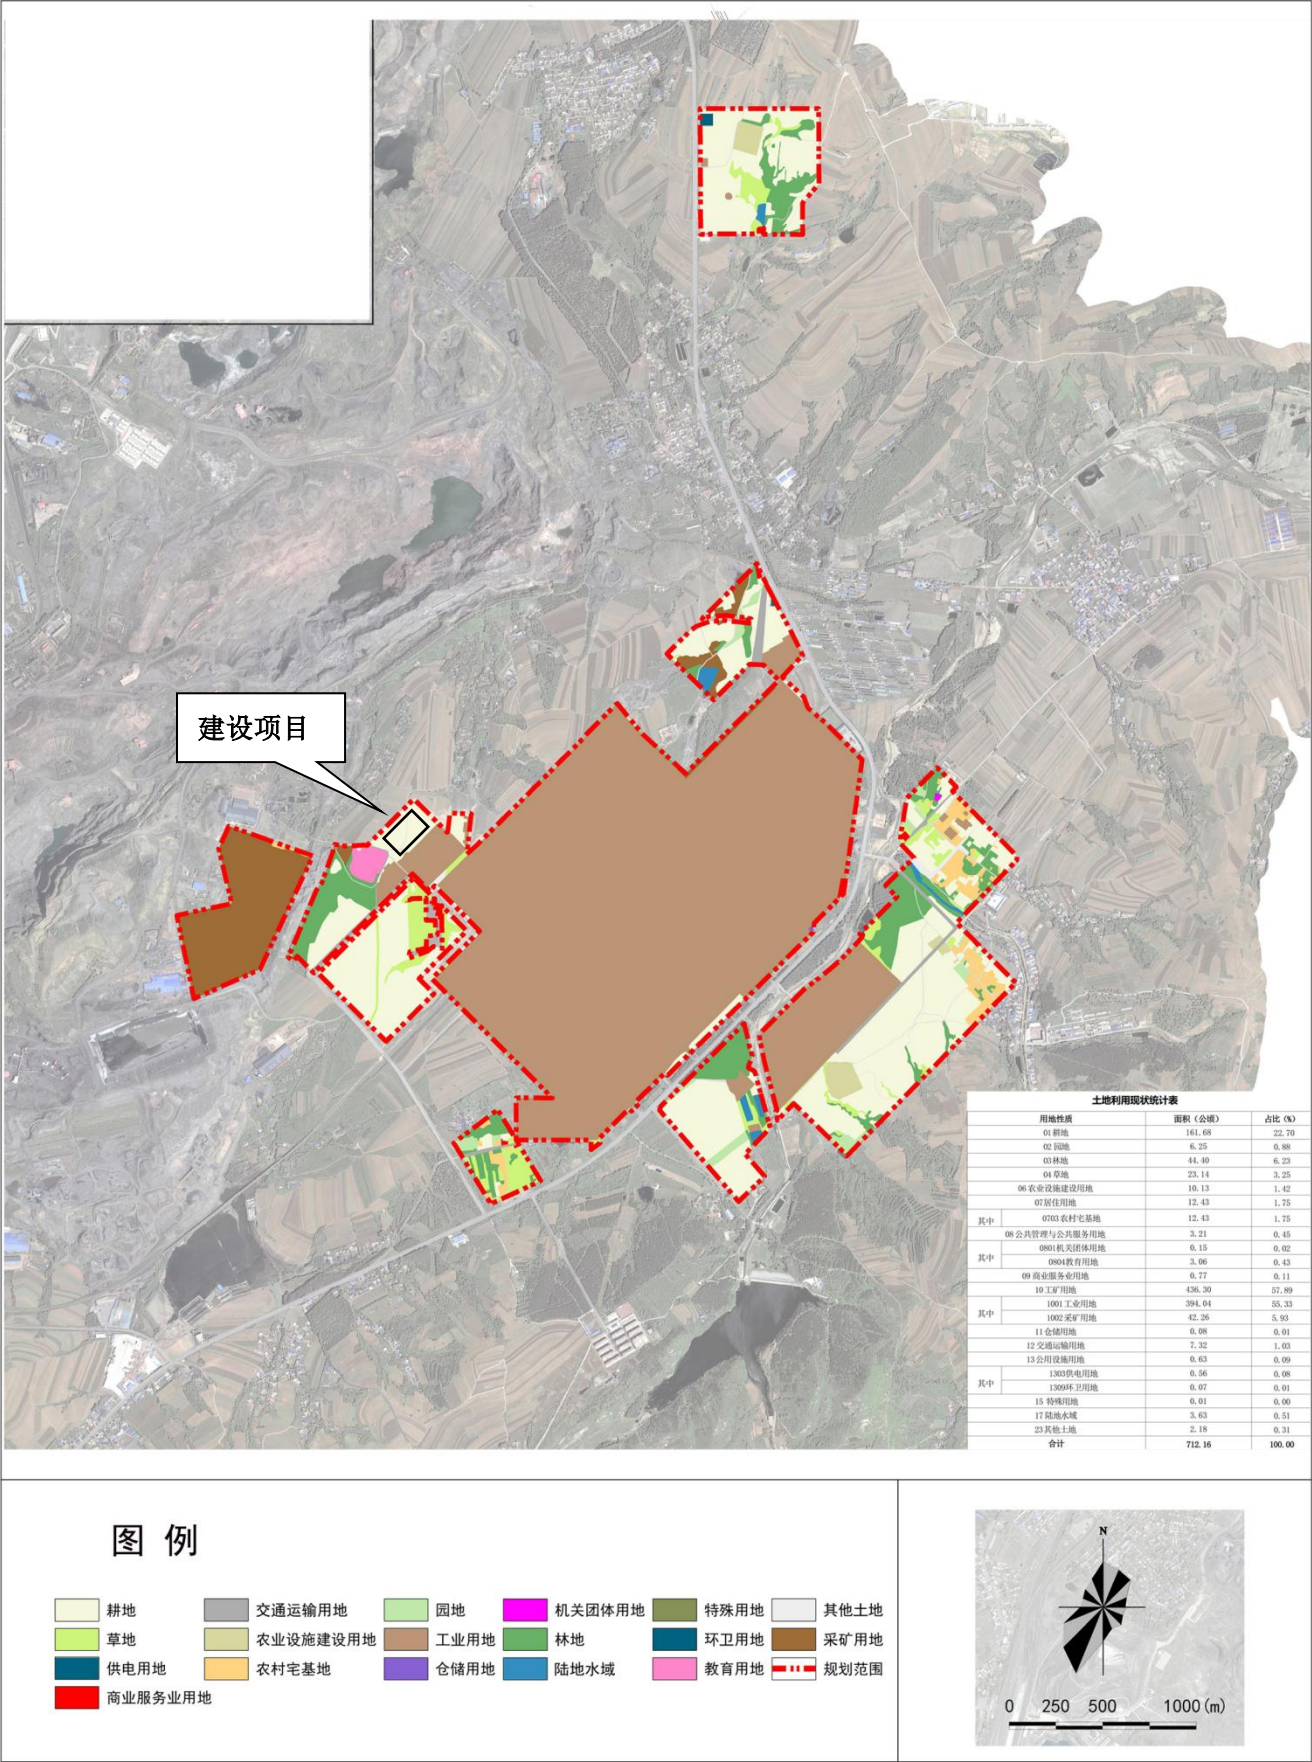 建设项目
土地利用现状统计表
用地性质 面积（公顷） 占比（%）
01耕地 161.68 22.70
02园地 6.25 0.88
03林地 44.40 6.23
04草地 23.14 3.25
06农业设施建设用地 10.13 1.42
07居住用地 12.43 1.75
其中 0703农村宅基地 12.43 1.75
08公共管理与公共服务用地 3.21 0.45
其中 0801机关团体用地 0.15 0.02
0804教育用地 3.06 0.43
09商业服务业用地 0.77 0.11
10工矿用地 436.30 57.89
其中 1001工业用地 394.04 55.33
1002采矿用地 42.26 5.93
11仓储用地 0.08 0.01
12交通运输用地 7.32 1.03
13公用设施用地 0.63 0.09
其中 1303供电用地 0.56 0.08
1309环卫用地 0.07 0.01
15 特殊用地 0.01 0.00
17陆地水域 3.63 0.51
23其他土地 2.18 0.31
合计 712.16 100.00
图 例
耕地 交通运输用地 园地 机关团体用地 特殊用地 其他土地
草地 农业设施建设用地 工业用地 林地 环卫用地 采矿用地
供电用地 农村宅基地 仓储用地 陆地水域 教育用地 规划范围
商业服务业用地
N
0 250 500 1000(m)